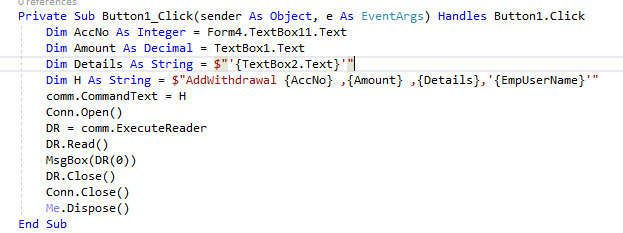 0 references
Private Sub Button1_Click(sender As Object, e As EventArgs) Handles Button1.Click
Dim AccNo As Integer = Form4.TextBox11.Text
Dim Amount As Decimal = TextBox1.Text
Dim Details As String = $"'{TextBox2.Text}'"
Dim H As String = $"AddWithdrawal {AccNo} ,{Amount} ,{Details},'{EmpUserName}'"
comm.CommandText = H
Conn.Open()
DR = comm.ExecuteReader
DR.Read()
MsgBox(DR(0))
DR.Close()
Conn.Close()
Me.Dispose()
End Sub